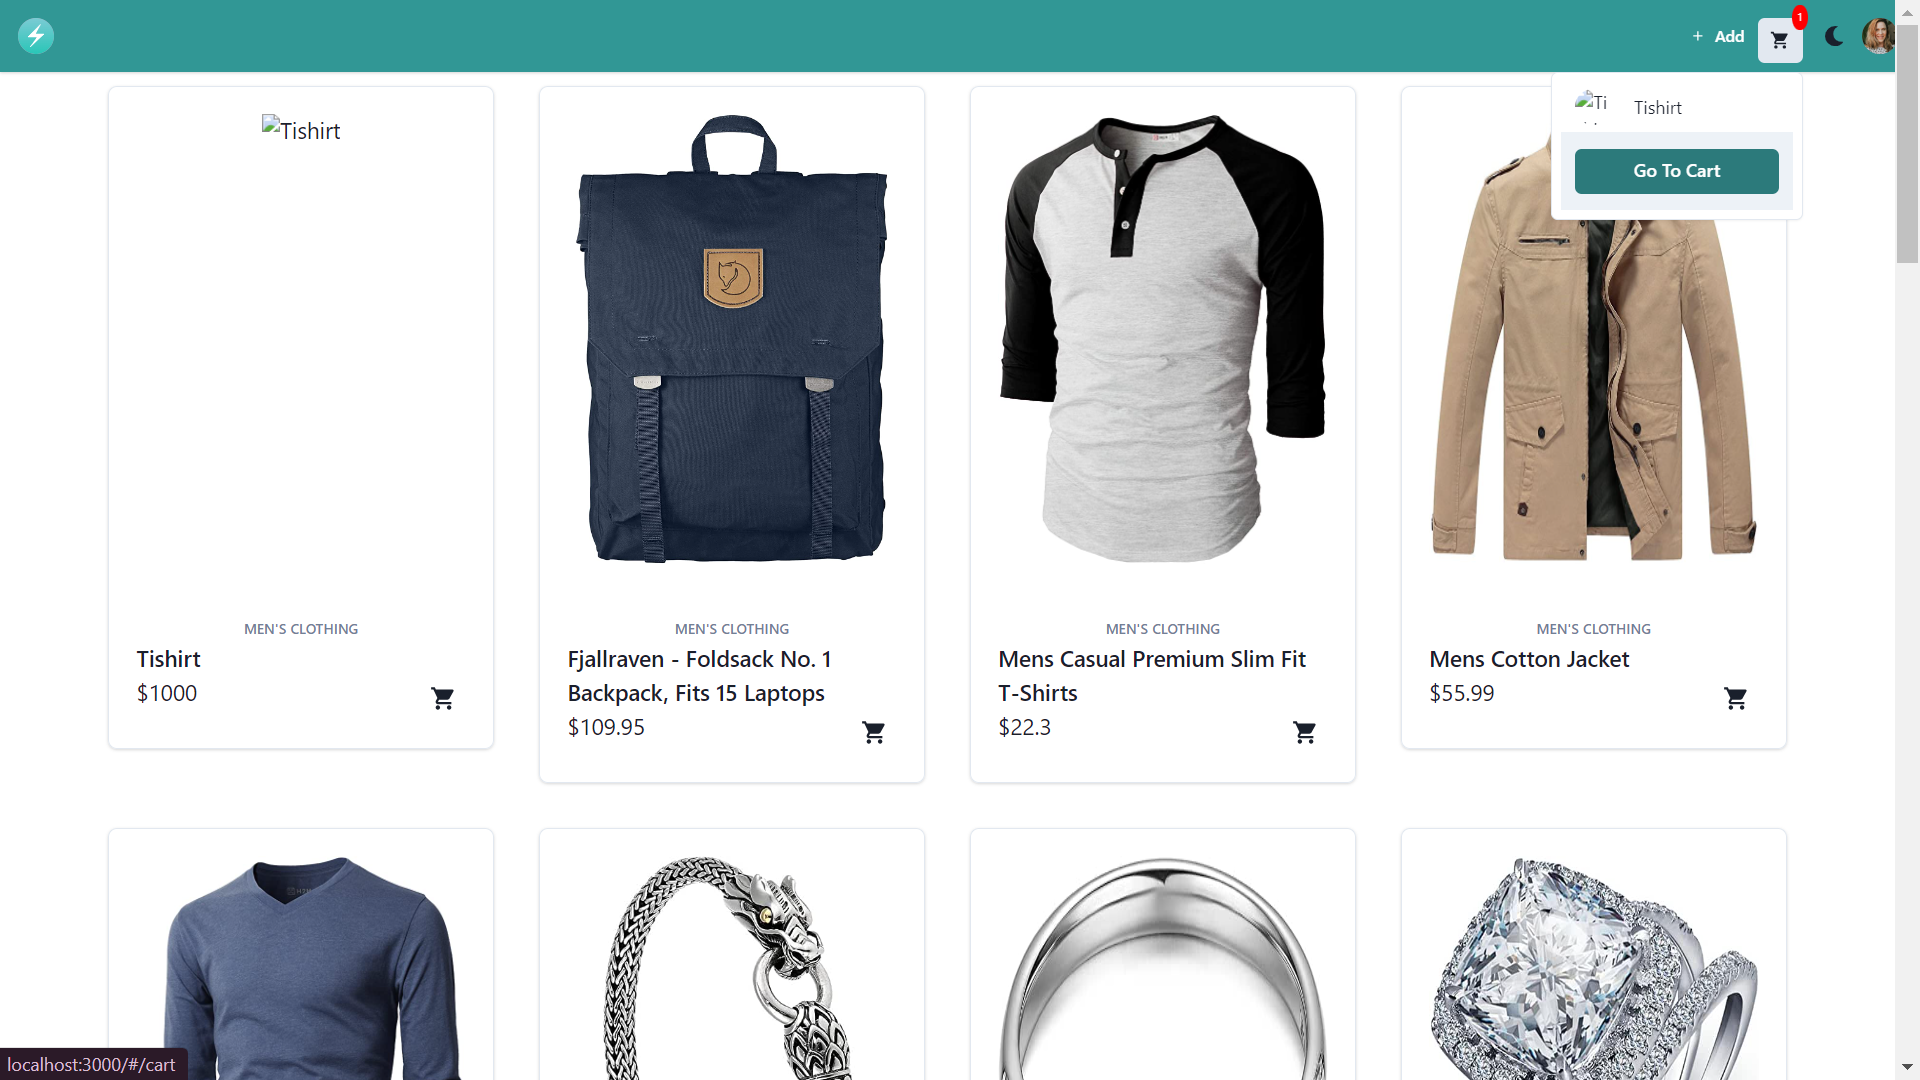 + Add
1
Ti
Tishirt
Go To Cart
Tishirt
MEN'S CLOTHING
Tishirt
$1000
MEN'S CLOTHING
Fjallraven - Foldsack No. 1
Backpack, Fits 15 Laptops
$109.95
MEN'S CLOTHING
Mens Casual Premium Slim Fit
T-Shirts
$22.3
MEN'S CLOTHING
Mens Cotton Jacket
$55.99
localhost:3000/#/cart